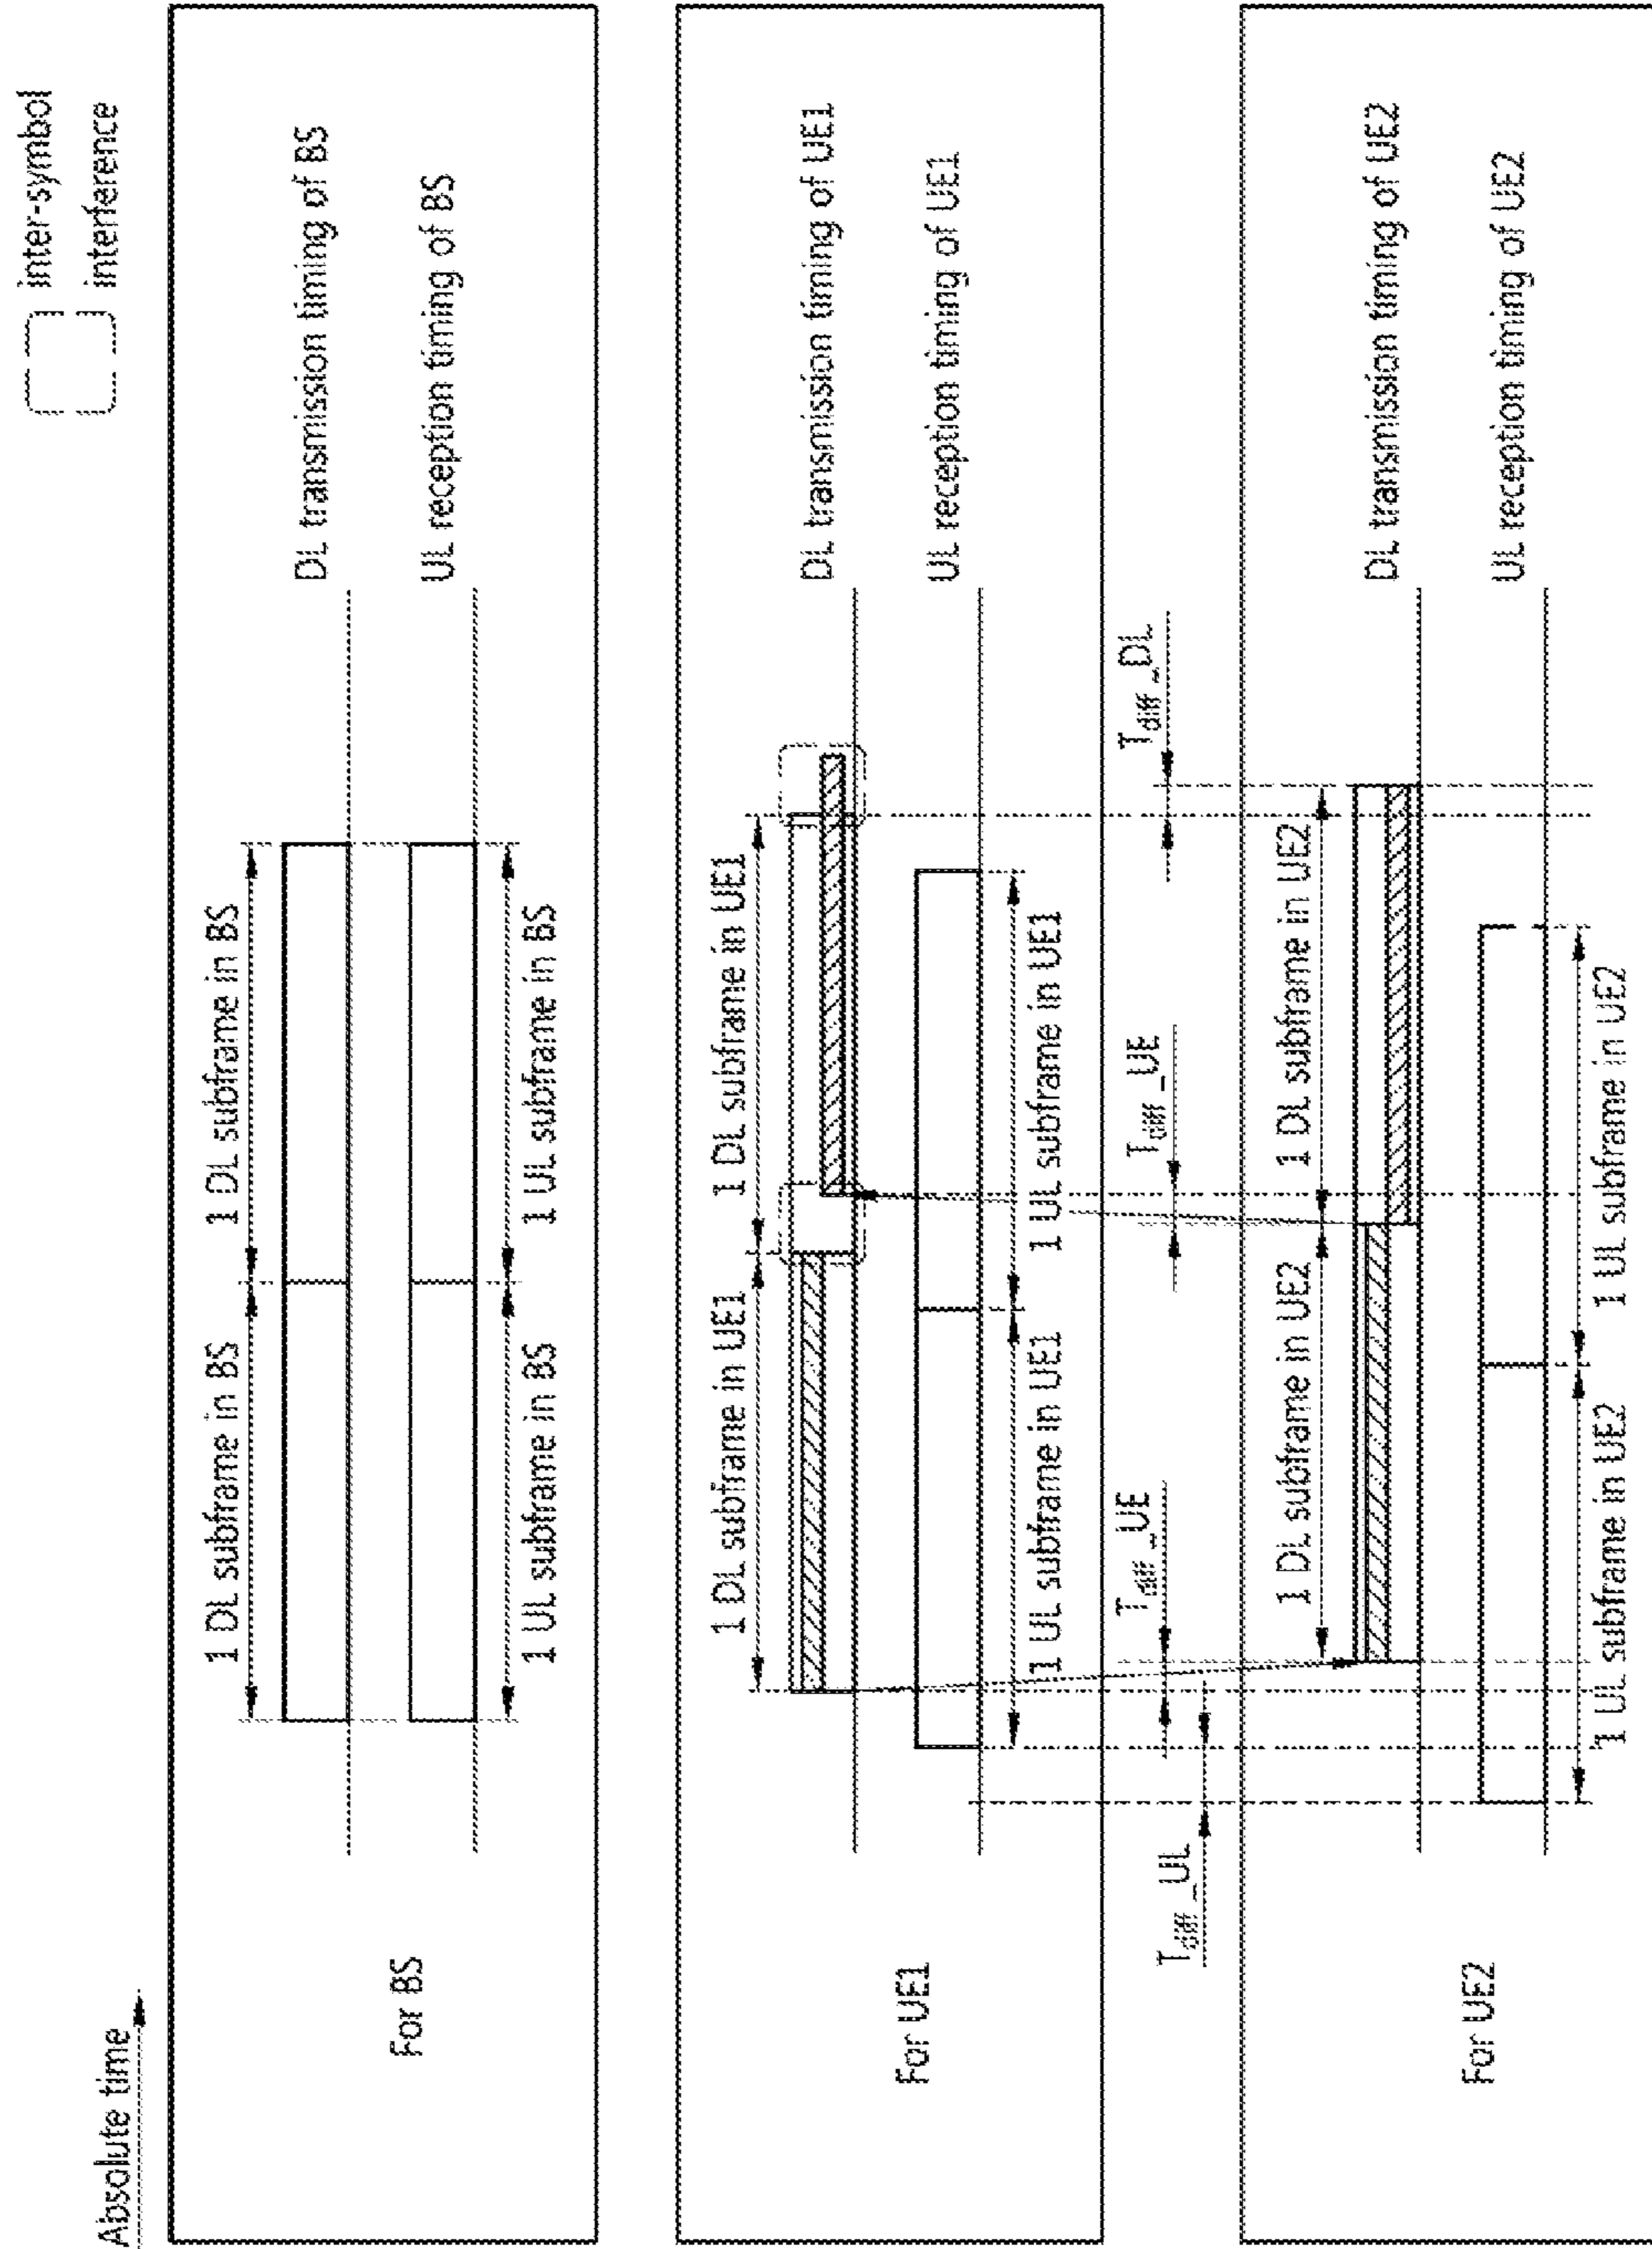 Absolute time
inter-symbol
interference
For BS
1 DL subframe in BS
1 DL subframe in BS
DL transmission timing of BS
UL reception timing of BS
1 UL subframe in BS
1 UL subframe in BS
For UE1
1 DL subframe in UE1
1 DL subframe in UE1
DL transmission timing of UE1
UL reception timing of UE1
1 UL subframe in UE1
1 UL subframe in UE1
Tdiff_UL
Tdiff_UE
Tdiff_UE
Tdiff_DL
For UE2
1 DL subframe in UE2
1 DL subframe in UE2
DL transmission timing of UE2
UL reception timing of UE2
1 UL subframe in UE2
1 UL subframe in UE2